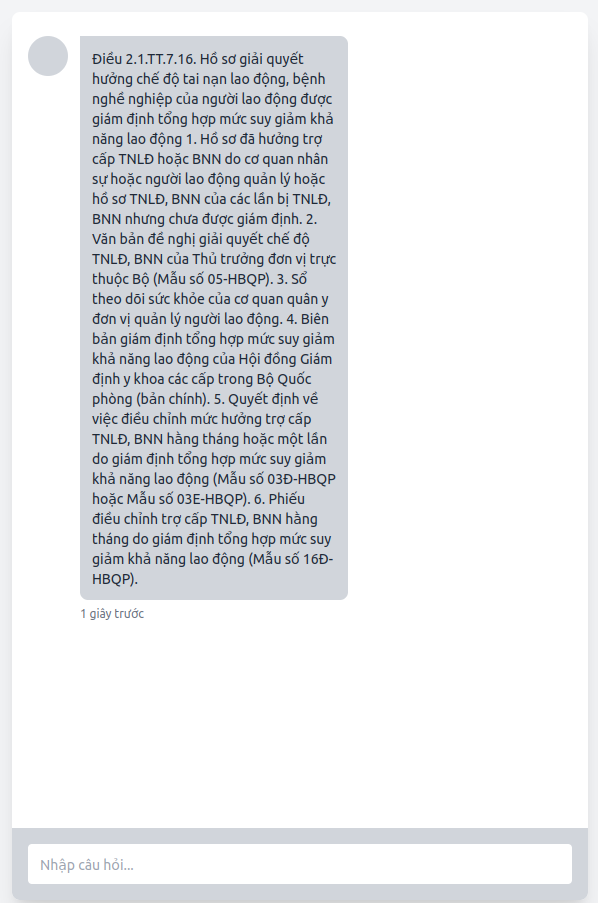 Điều 2.1.TT.7.16. Hồ sơ giải quyết
hưởng chế độ tai nạn lao động, bệnh
nghề nghiệp của người lao động được
giám định tổng hợp mức suy giảm khả
năng lao động 1. Hồ sơ đã hưởng trợ
cấp TNLĐ hoặc BNN do cơ quan nhân
sự hoặc người lao động quản lý hoặc
hồ sơ TNLĐ, BNN của các lần bị TNLĐ,
BNN nhưng chưa được giám định. 2.
Văn bản đề nghị giải quyết chế độ
TNLĐ, BNN của Thủ trưởng đơn vị trực
thuộc Bộ (Mẫu số 05-HBQP). 3. Sổ
theo dõi sức khỏe của cơ quan quân y
đơn vị quản lý người lao động. 4. Biên
bản giám định tổng hợp mức suy giảm
khả năng lao động của Hội đồng Giám
định y khoa các cấp trong Bộ Quốc
phòng (bản chính). 5. Quyết định về
việc điều chỉnh mức hưởng trợ cấp
TNLĐ, BNN hằng tháng hoặc một lần
do giám định tổng hợp mức suy giảm
khả năng lao động (Mẫu số 03Đ-HBQP
hoặc Mẫu số 03E-HBQP). 6. Phiếu
điều chỉnh trợ cấp TNLĐ, BNN hằng
tháng do giám định tổng hợp mức suy
giảm khả năng lao động (Mẫu số 16Đ-
HBQP).
1 giây trước
Nhập câu hỏi...